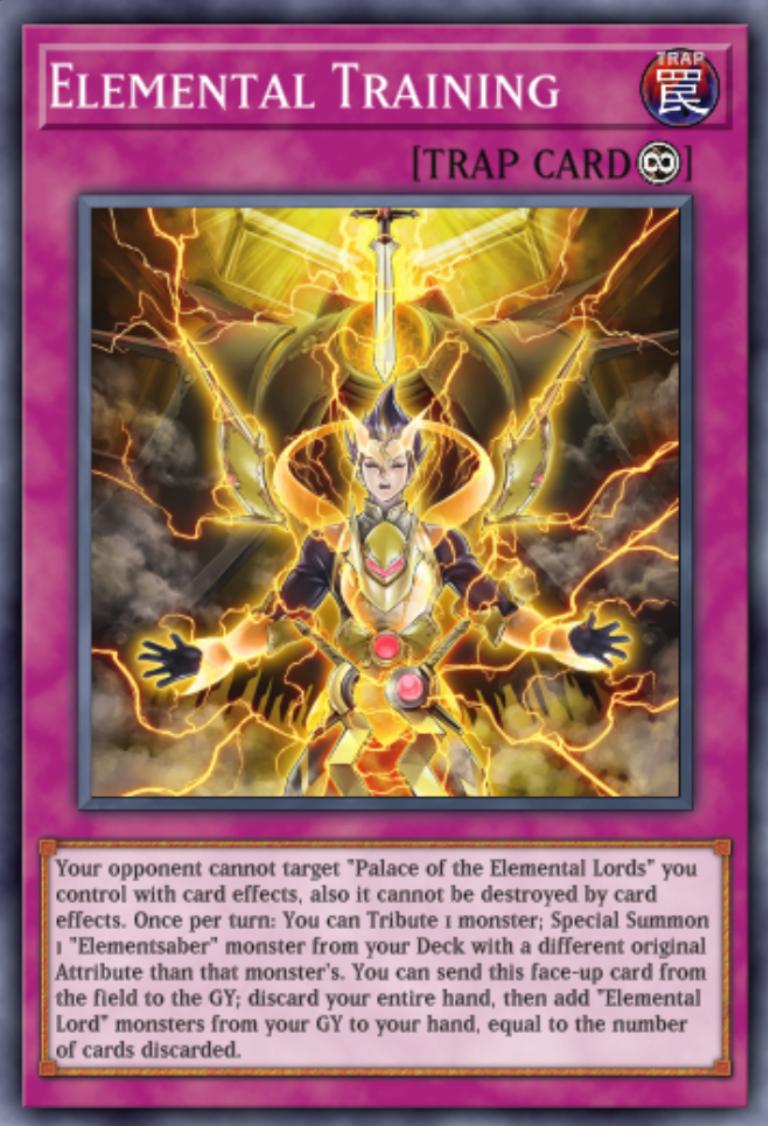 Elemental Training
TRAP
罠
[TRAP CARD]
Your opponent cannot target "Palace of the Elemental Lords" you
control with card effects, also it cannot be destroyed by card
effects. Once per turn: You can Tribute 1 monster; Special Summon
1 "Elementsaber" monster from your Deck with a different original
Attribute than that monster's. You can send this face-up card from
the field to the GY; discard your entire hand, then add "Elemental
Lord" monsters from your GY to your hand, equal to the number
of cards discarded.